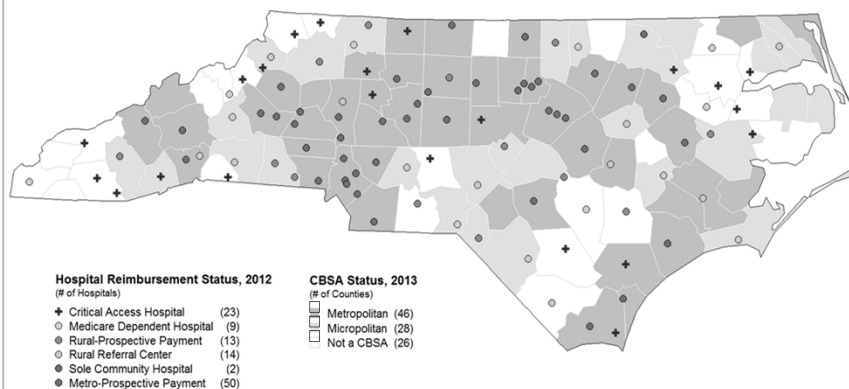 Hospital Reimbursement Status, 2012
(# of Hospitals)
Critical Access Hospital (23)
Medicare Dependent Hospital (9)
Rural-Prospective Payment (13)
Rural Referral Center (14)
Sole Community Hospital (2)
Metro-Prospective Payment (50)
CBSA Status, 2013
(# of Counties)
Metropolitan (46)
Micropolitan (28)
Not a CBSA (26)